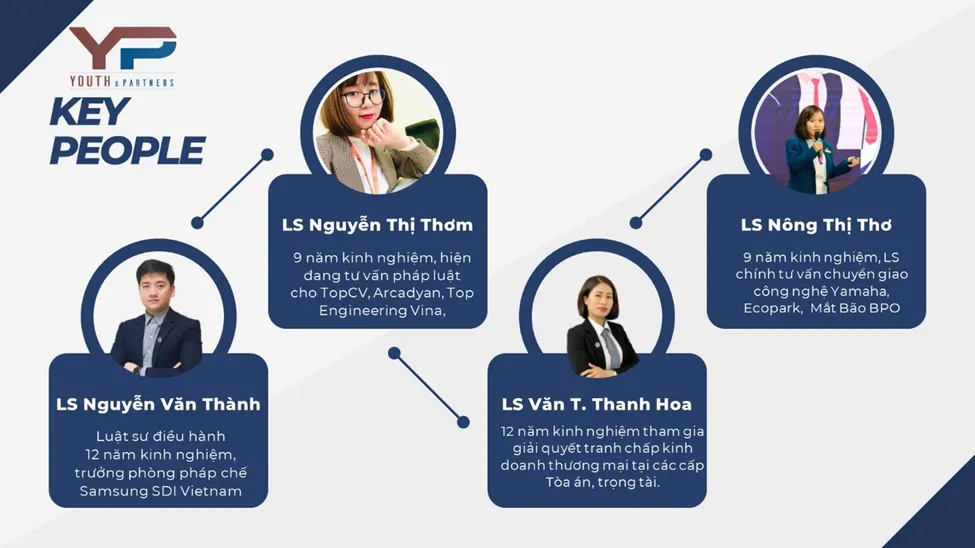 YP
YOUTH & PARTNERS
KEY
PEOPLE
LS Nguyễn Văn Thành
Luật sư điều hành
12 năm kinh nghiệm,
trưởng phòng pháp chế
Samsung SDI Vietnam
LS Nguyễn Thị Thơm
9 năm kinh nghiệm, hiện
đang tư vấn pháp luật
cho TopCV, Arcadyan, Top
Engineering Vina,
LS Văn T. Thanh Hoa
12 năm kinh nghiệm tham gia
giải quyết tranh chấp kinh
doanh thương mại tại các cấp
Tòa án, trọng tài.
LS Nông Thị Thơ
9 năm kinh nghiệm, LS
chính tư vấn chuyển giao
công nghệ Yamaha,
Ecopark, Mắt Bão BPO